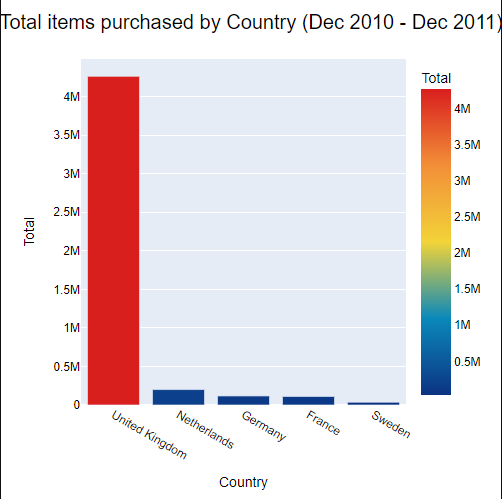 Total items purchased by Country (Dec 2010 - Dec 2011)
Total
4M
3.5M
3M
2.5M
2M
1.5M
1M
0.5M
0
United Kingdom
Netherlands
Germany
France
Sweden
Country
Total
4M
3.5M
3M
2.5M
2M
1.5M
1M
0.5M